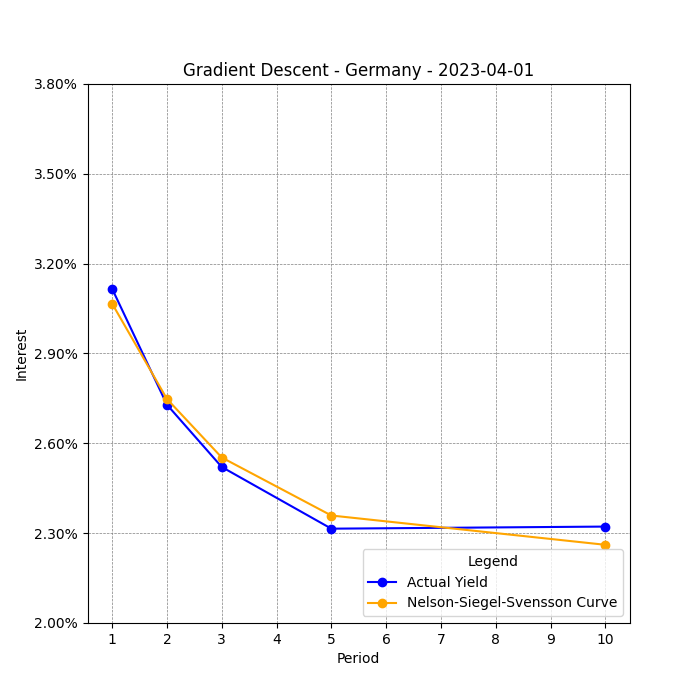 Gradient Descent - Germany - 2023-04-01
3.80%
3.50%
3.20%
2.90%
2.60%
2.30%
2.00%
Interest
1 2 3 4 5 6 7 8 9 10
Period
Legend
Actual Yield
Nelson-Siegel-Svensson Curve